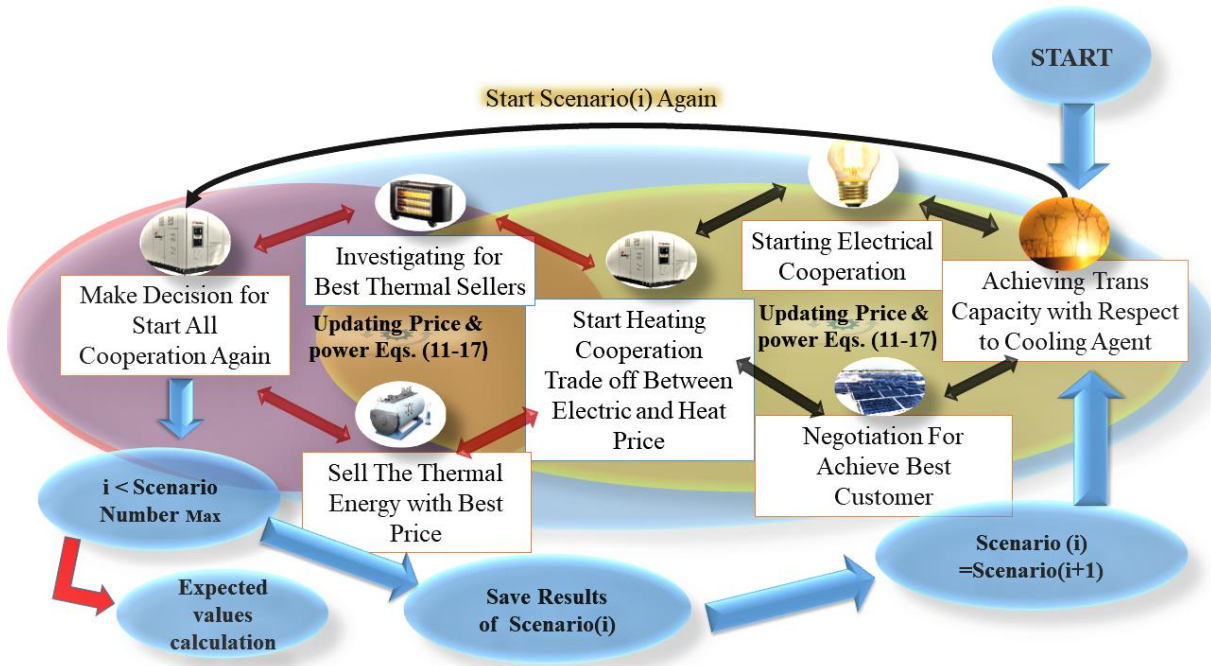 START
Start Scenario(i) Again
Investigating for
Best Thermal Sellers
Starting Electrical
Cooperation
Achieving Trans
Capacity with Respect
to Cooling Agent
Make Decision for
Start All
Cooperation Again
Updating Price &
power Eqs. (11-17)
Start Heating
Cooperation
Trade off Between
Electric and Heat
Price
Updating Price &
power Eqs. (11-17)
Sell The Thermal
Energy with Best
Price
Negotiation For
Achieve Best
Customer
i < Scenario
Number Max
Expected
values
calculation
Save Results
of Scenario(i)
Scenario (i)
=Scenario(i+1)